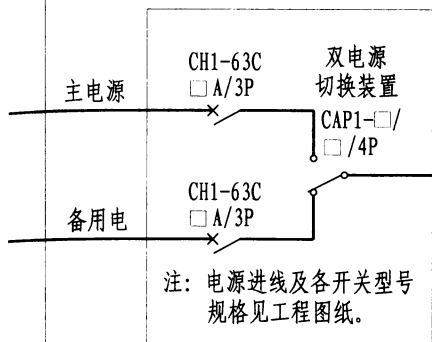 CH1-63C
□A/3P
主电源
双电源
切换装置
CAP1-□/
□/4P
CH1-63C
□A/3P
备用电
注: 电源进线及各开关型号
规格见工程图纸。